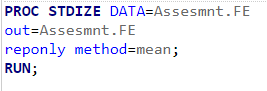 PROC STDIZE DATA=Assesmnt.FE
out=Assesmnt.FE
reponly method=mean;
RUN;